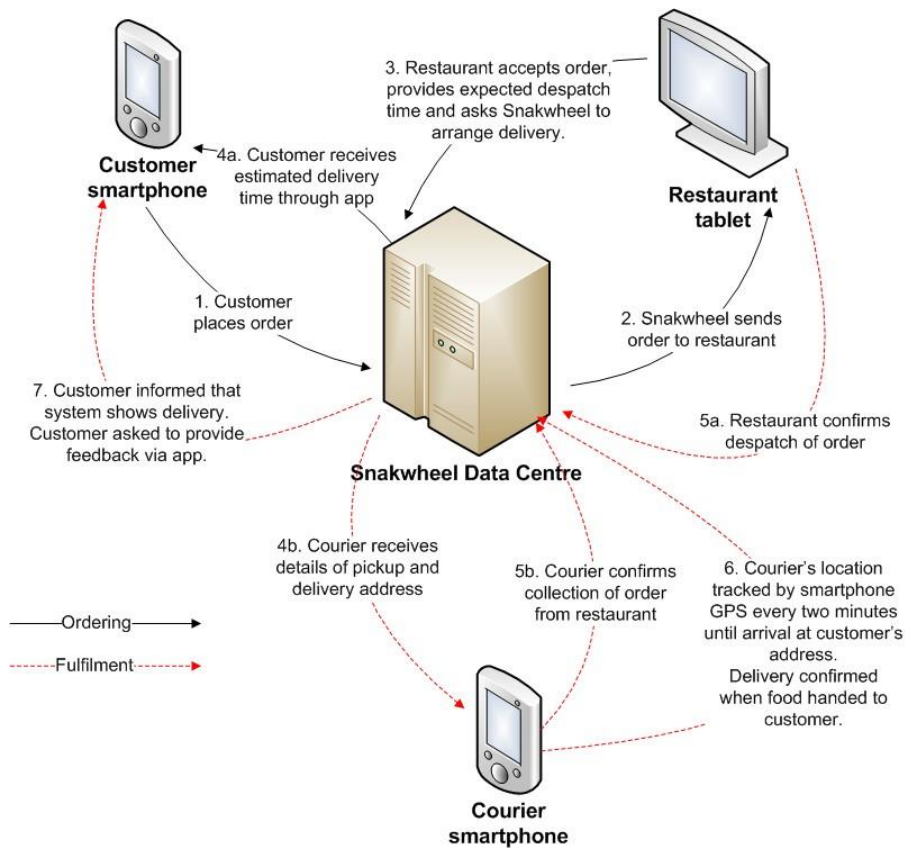 3. Restaurant accepts order,
provides expected despatch
time and asks Snakwheel to
arrange delivery.
Customer
smartphone
4a. Customer receives
estimated delivery
time through app
Restaurant
tablet
1. Customer
places order
2. Snakwheel sends
order to restaurant
7. Customer informed that
system shows delivery.
Customer asked to provide
feedback via app.
5a. Restaurant confirms
despatch of order
Snakwheel Data Centre
4b. Courier receives
details of pickup and
delivery address
5b. Courier confirms
collection of order
from restaurant
6. Courier's location
tracked by smartphone
GPS every two minutes
until arrival at customer's
address.
Delivery confirmed
when food handed to
customer.
Ordering
Fulfilment
Courier
smartphone